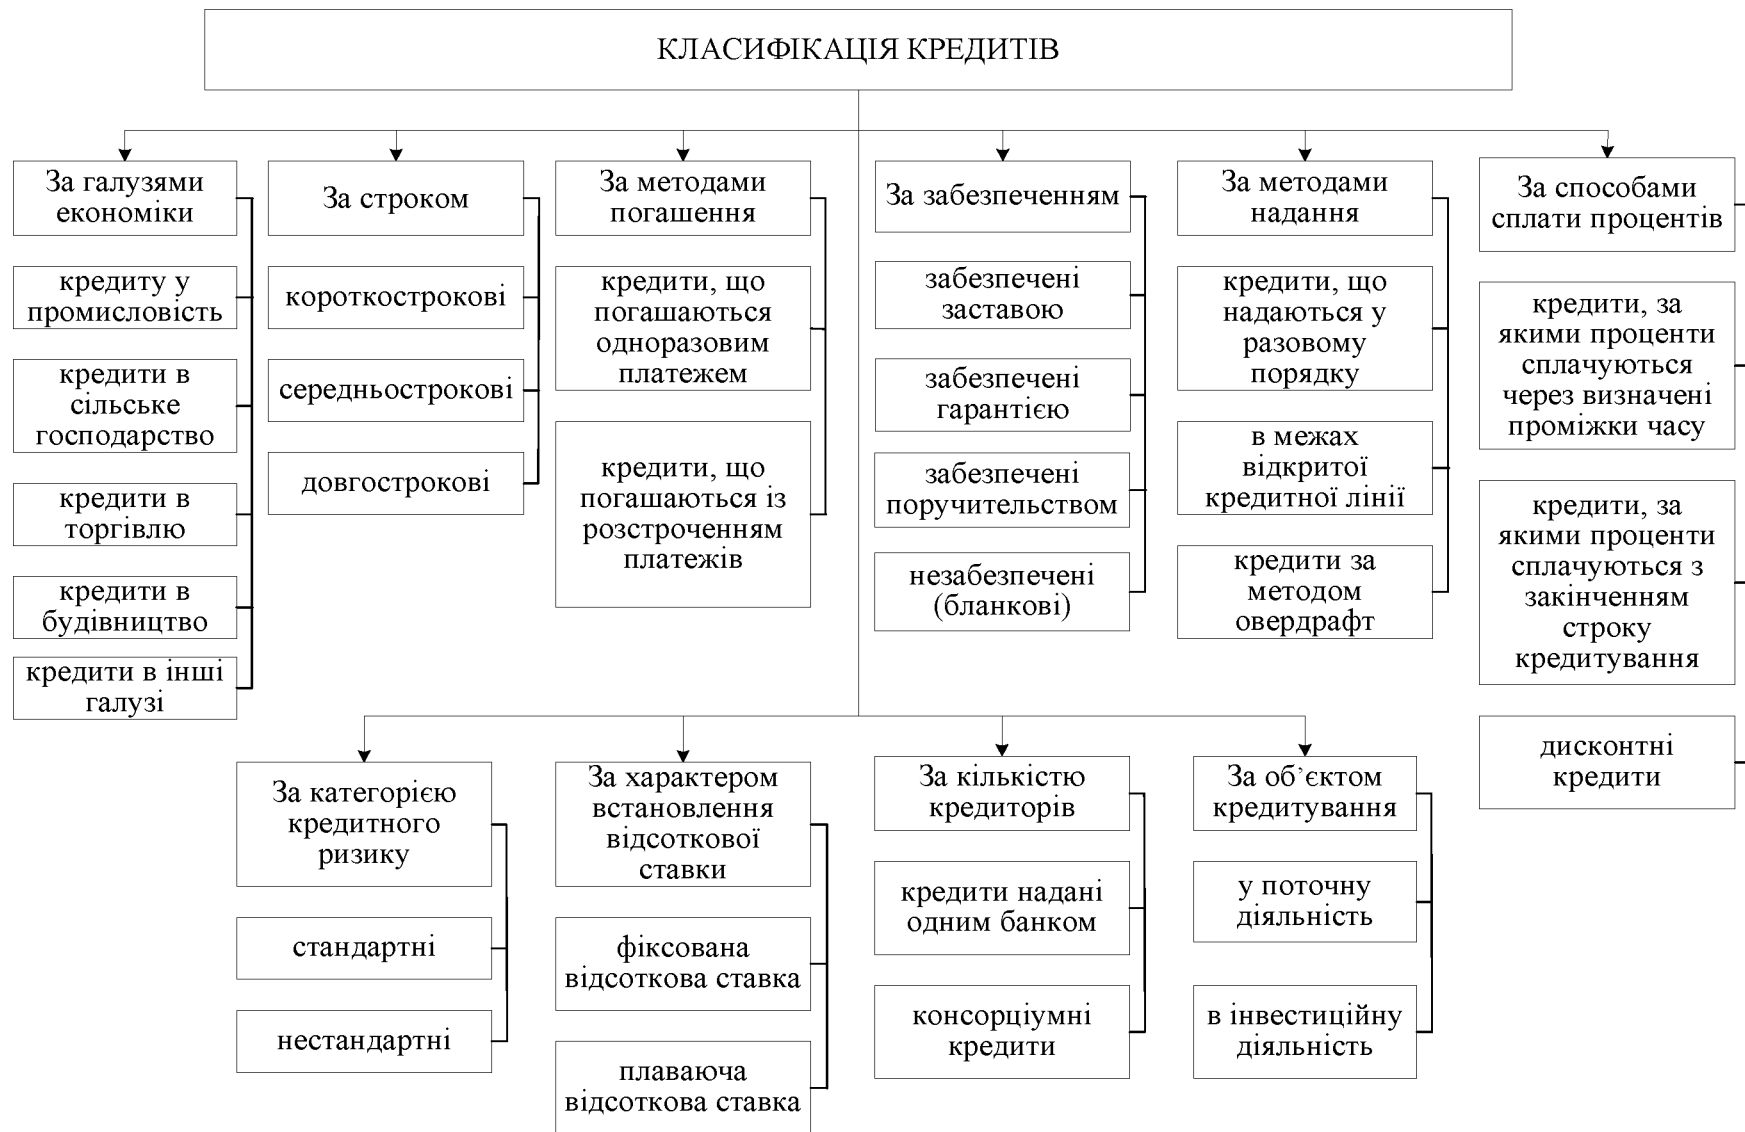 КЛАСИФІКАЦІЯ КРЕДИТІВ
За галузями
економіки
кредиту у
промисловість
кредити в
сільське
господарство
кредити в
торгівлю
кредити в
будівництво
кредити в інші
галузі
За строком
короткострокові
середньострокові
довгострокові
За методами
погашення
кредити, що
погашаються
одноразовим
платежем
кредити, що
погашаються із
розстроченням
платежів
За забезпеченням
забезпечені
заставою
забезпечені
гарантією
забезпечені
поручительством
незабезпечені
(бланкові)
За методами
надання
кредити, що
надаються у
разовому
порядку
в межах
відкритої
кредитної лінії
кредити за
методом
овердрафт
За способами
сплати процентів
кредити, за
якими проценти
сплачуються
через визначені
проміжки часу
кредити, за
якими проценти
сплачуються з
закінченням
строку
кредитування
дисконтні
кредити
За категорією
кредитного
ризику
стандартні
нестандартні
За характером
встановлення
відсоткової
ставки
фіксована
відсоткова ставка
плаваюча
відсоткова ставка
За кількістю
кредиторів
кредити надані
одним банком
консорціумні
кредити
За об’єктом
кредитування
у поточну
діяльність
в інвестиційну
діяльність